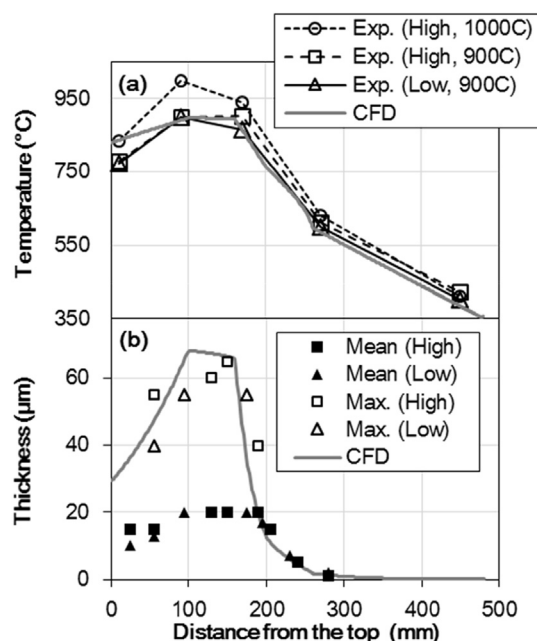 Exp. (High, 1000C)
Exp. (High, 900C)
Exp. (Low, 900C)
CFD
(a)
950
750
550
350
Temperature (°C)
(b)
Mean (High)
Mean (Low)
Max. (High)
Max. (Low)
CFD
60
40
20
0
Thickness (μm)
0 100 200 300 400 500
Distance from the top (mm)